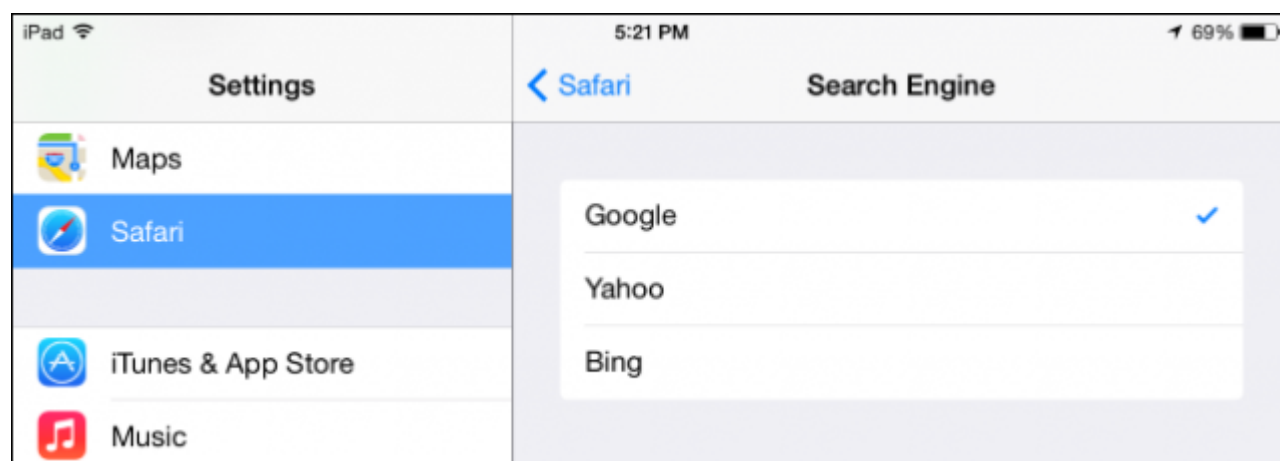 iPad 5:21 PM 69%
Settings
Safari Search Engine
Maps
Safari
iTunes & App Store
Music
Google
Yahoo
Bing